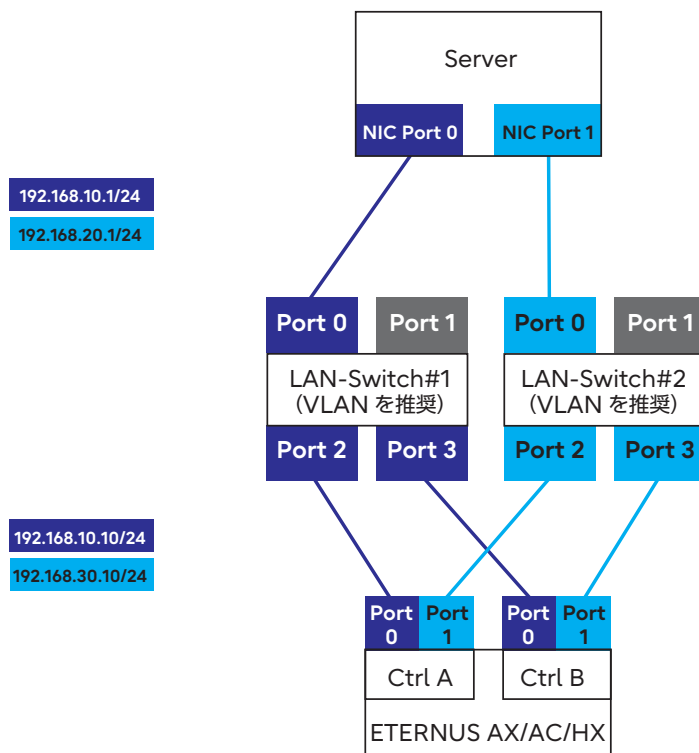 Server
NIC Port 0
NIC Port 1
192.168.10.1/24
192.168.20.1/24
Port 0
Port 1
Port 0
Port 1
LAN-Switch#1
（VLAN を推奨）
LAN-Switch#2
（VLAN を推奨）
Port 2
Port 3
Port 2
Port 3
192.168.10.10/24
192.168.30.10/24
Port
0
Port
1
Port
0
Port
1
Ctrl A
Ctrl B
ETERNUS AX/AC/HX